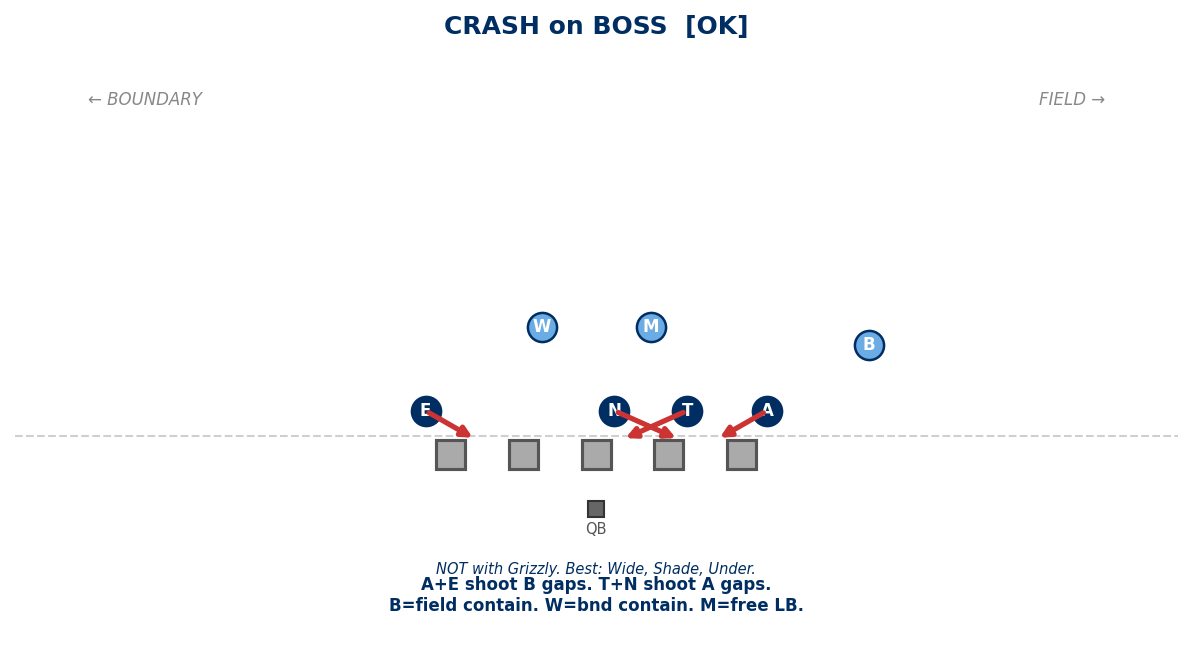 CRASH on BOSS [OK]
← BOUNDARY
FIELD →
W
M
B
E
N
T
A
QB
NOT with Grizzly. Best: Wide, Shade, Under.
A+E shoot B gaps. T+N shoot A gaps.
B=field contain. W=bnd contain. M=free LB.